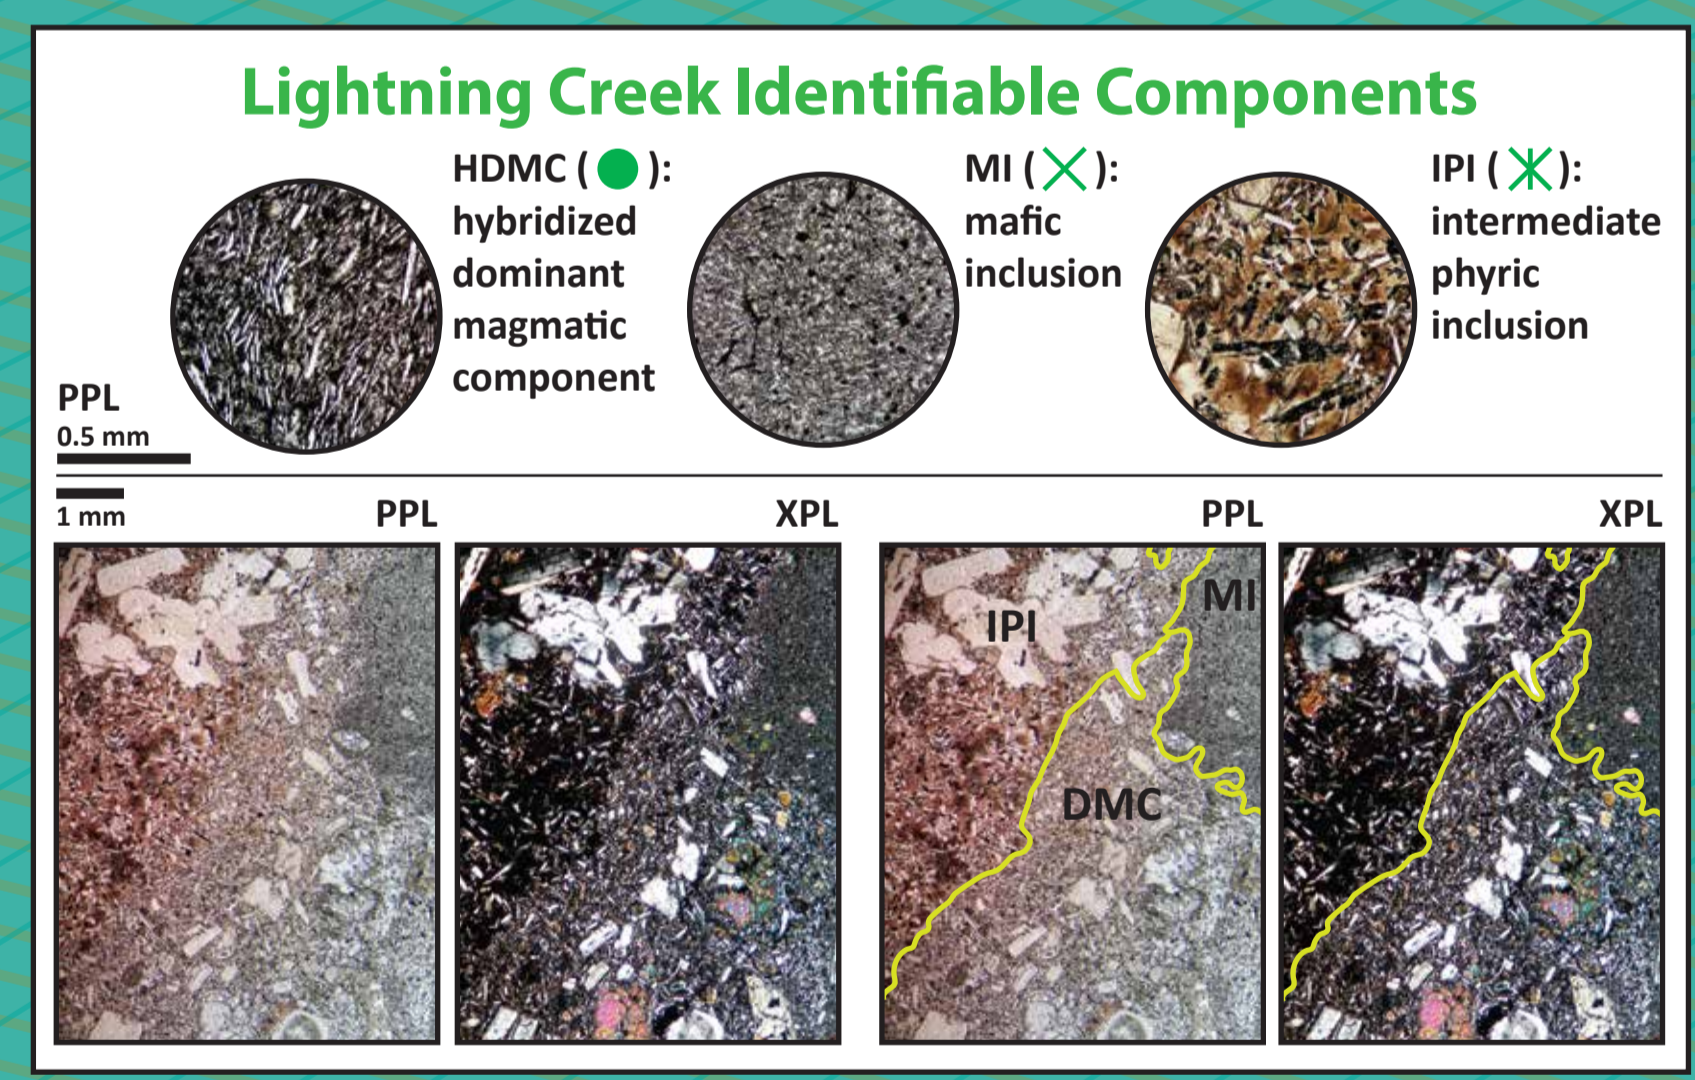 Lightning Creek Identifiable Components
HDMC ( ● ):
hybridized
dominant
magmatic
component
MI ( × ):
mafic
inclusion
IPI ( ):
intermediate
phyric
inclusion
PPL
0.5 mm
1 mm
PPL
XPL
PPL
XPL
IPI
MI
DMC